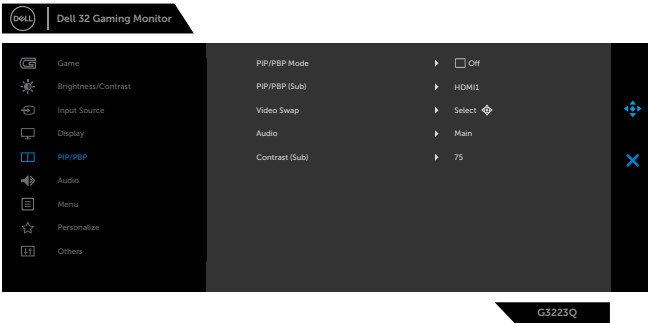 DELL Dell 32 Gaming Monitor
Game PIP/PBP Mode Off
Brightness/Contrast PIP/PBP (Sub) HDMI1
Input Source Video Swap Select
Display Audio Main
PIP/PBP Contrast (Sub) 75
Audio
Menu
Personalize
Others
G3223Q